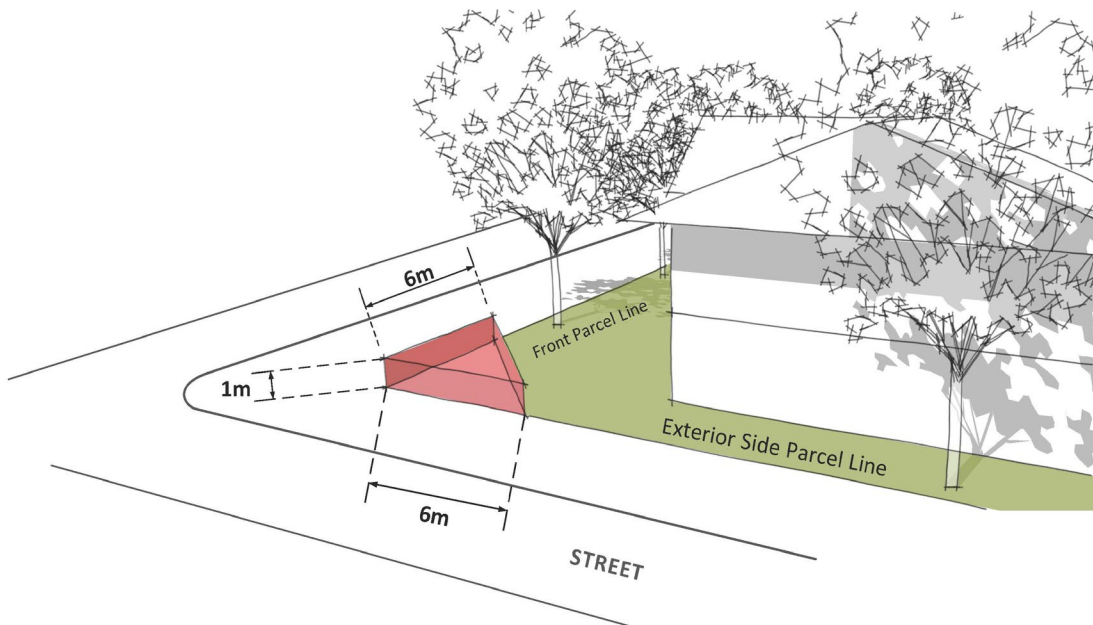 6m
Front Parcel Line
1m
Exterior Side Parcel Line
6m
STREET